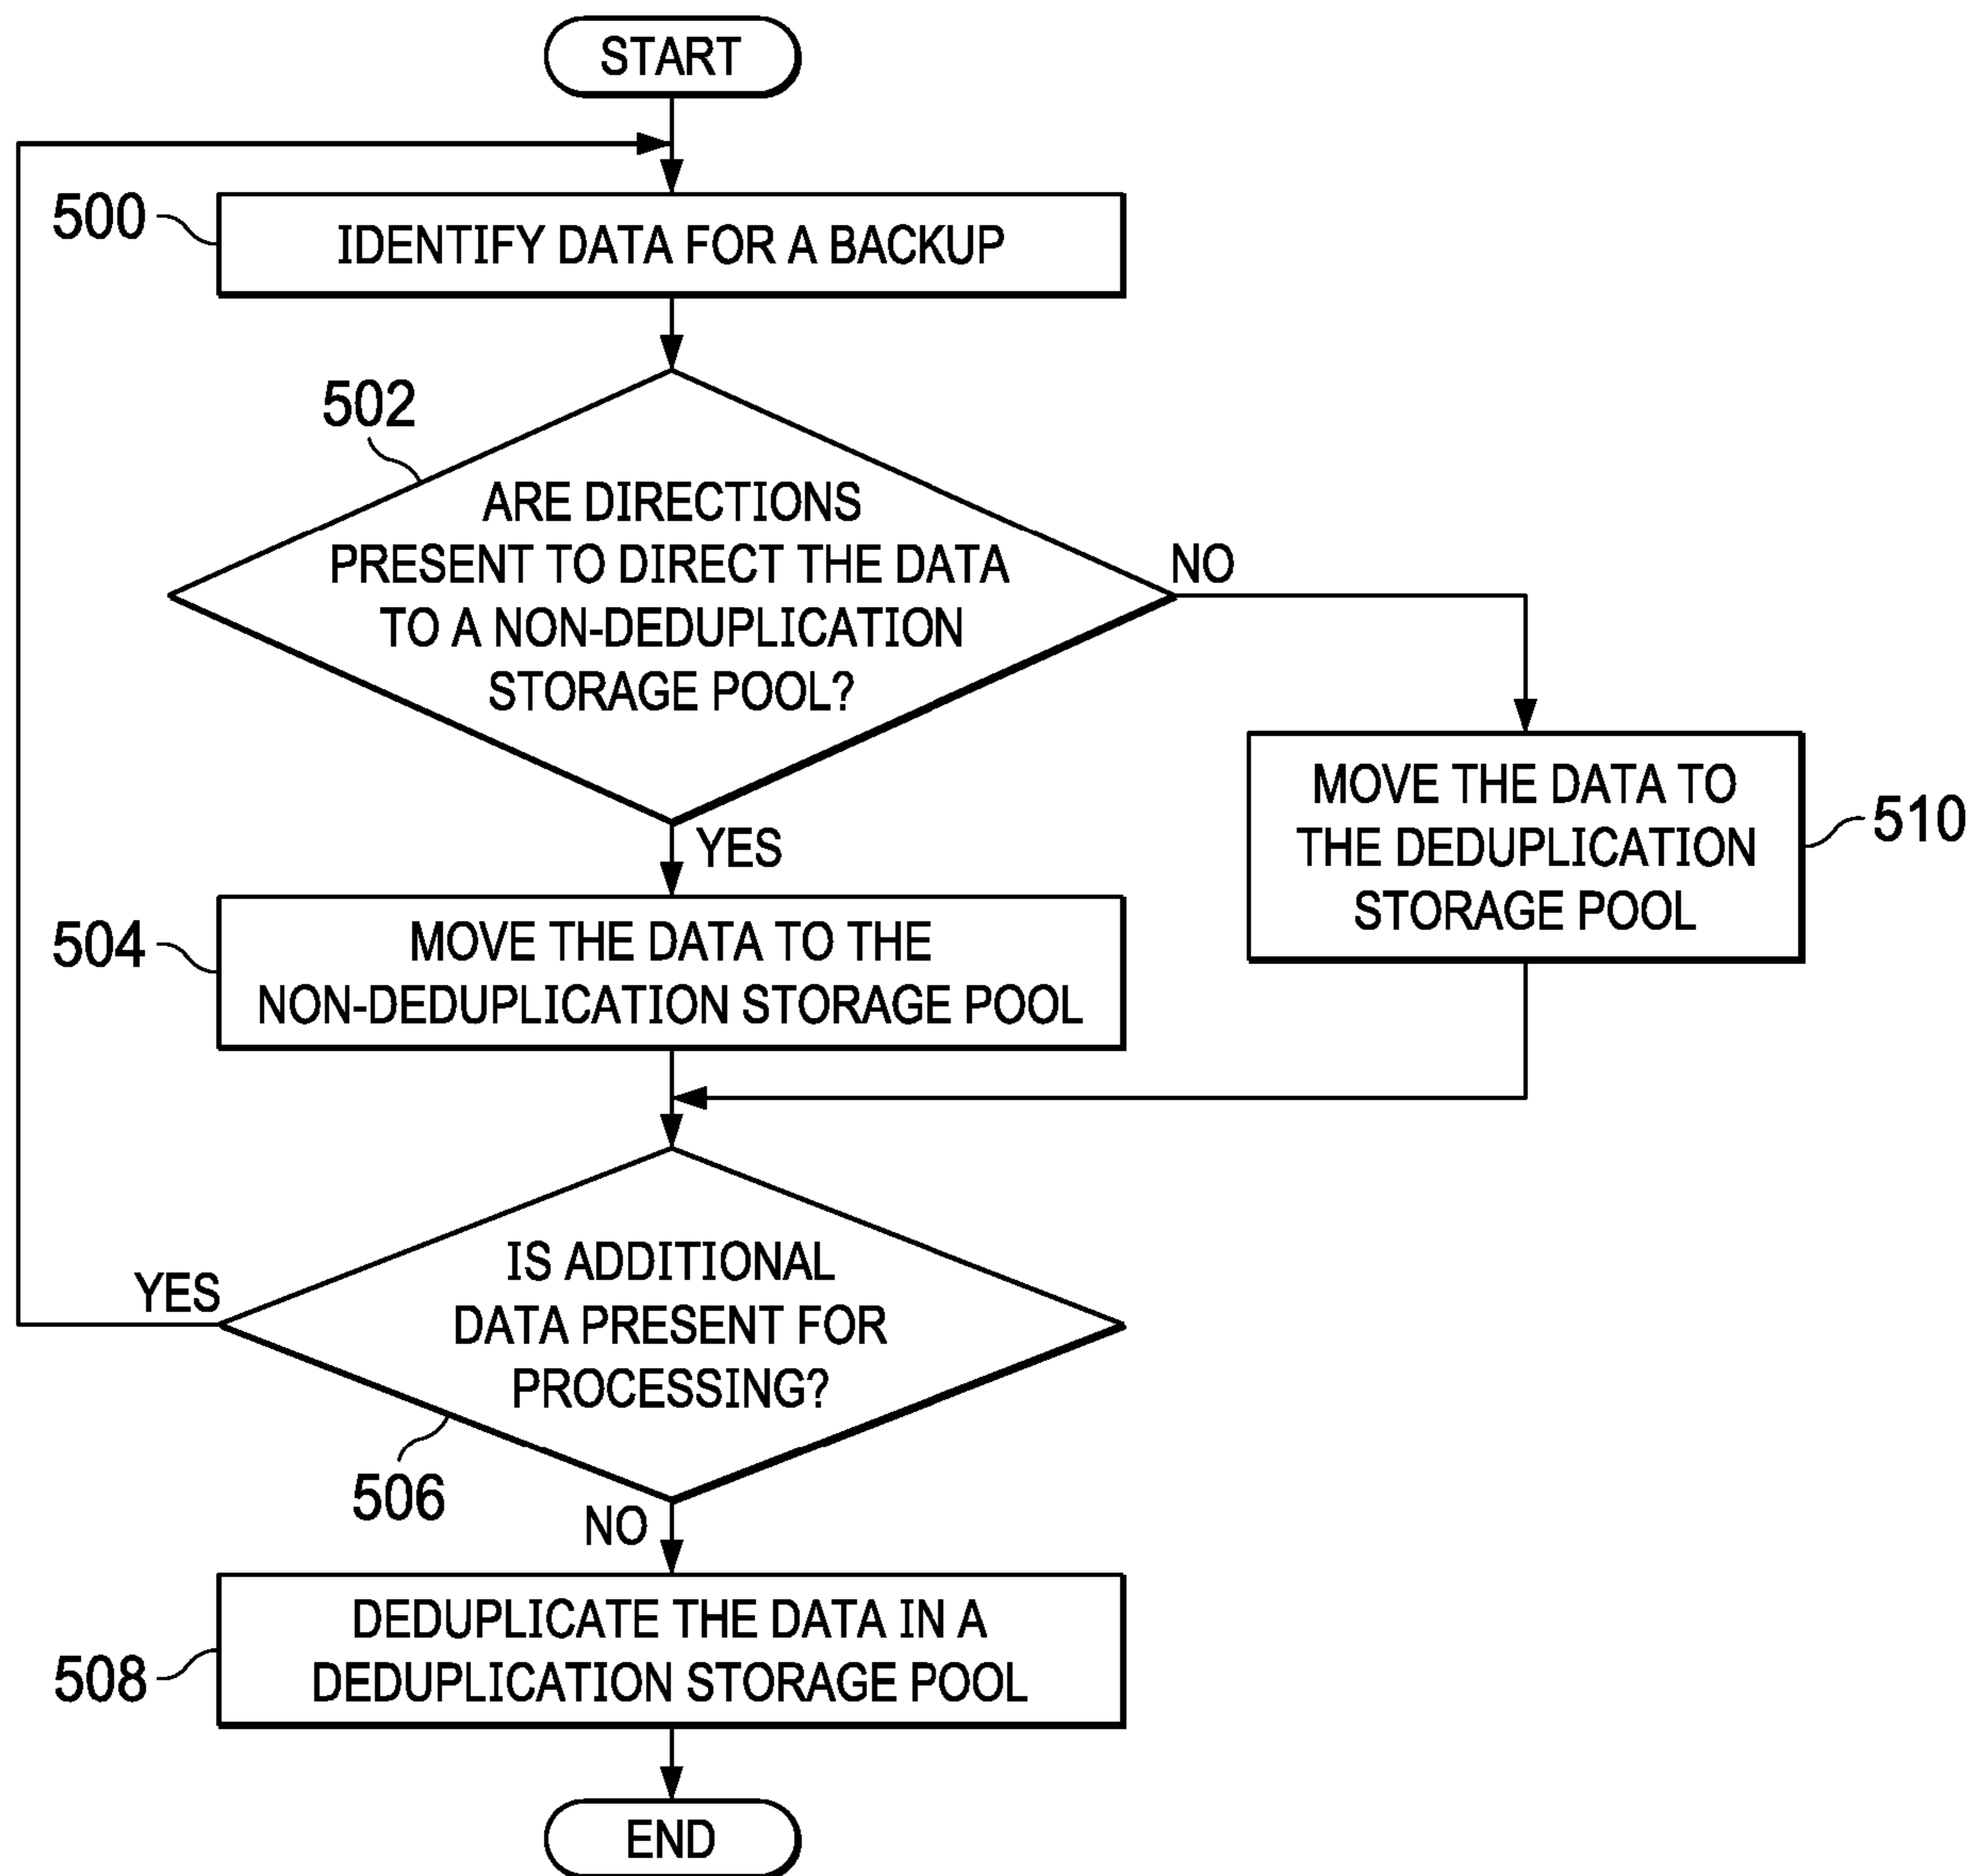 START
500
IDENTIFY DATA FOR A BACKUP
502
ARE DIRECTIONS
PRESENT TO DIRECT THE DATA
TO A NON-DEDUPLICATION
STORAGE POOL?
NO
YES
MOVE THE DATA TO
THE DEDUPLICATION
STORAGE POOL
510
504
MOVE THE DATA TO THE
NON-DEDUPLICATION STORAGE POOL
IS ADDITIONAL
DATA PRESENT FOR
PROCESSING?
YES
506
NO
508
DEDUPLICATE THE DATA IN A
DEDUPLICATION STORAGE POOL
END